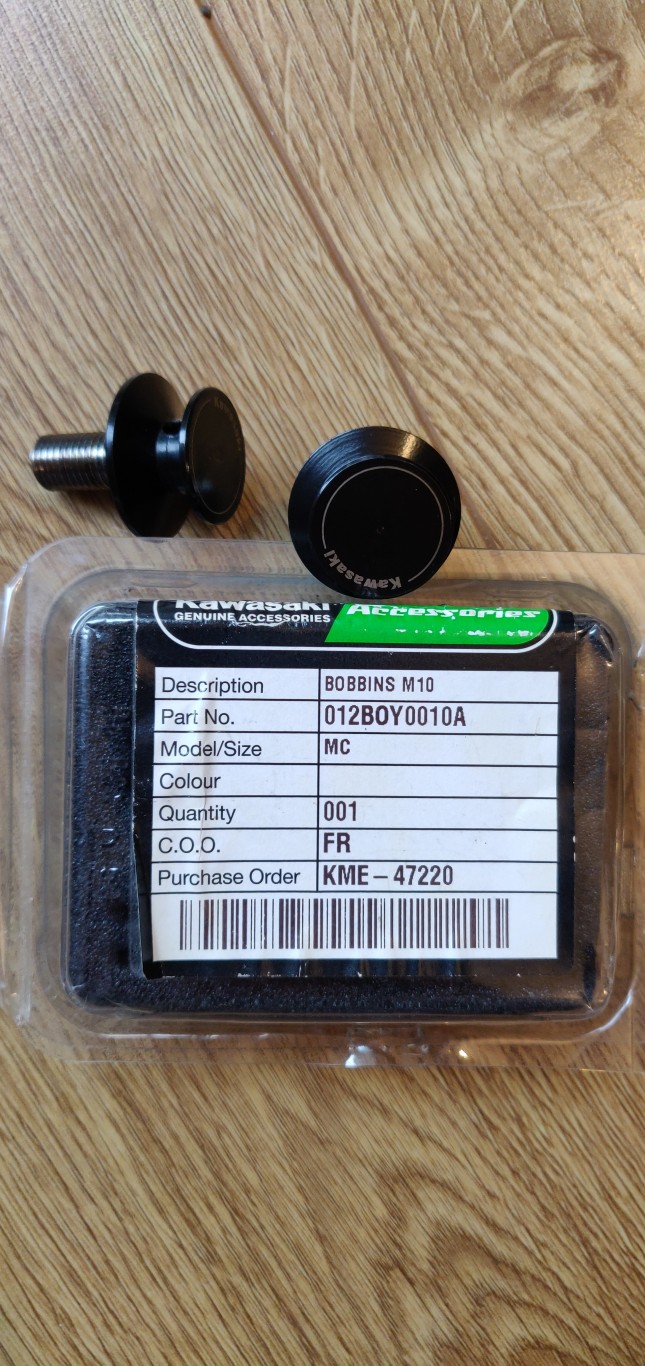 Kawasaki
Kawasaki
Kawasaki Accessories
GENUINE ACCESSORIES
Description BOBBINS M10
Part No. 012BOY0010A
Model/Size MC
Colour
Quantity 001
C.O.O. FR
Purchase Order KME-47220